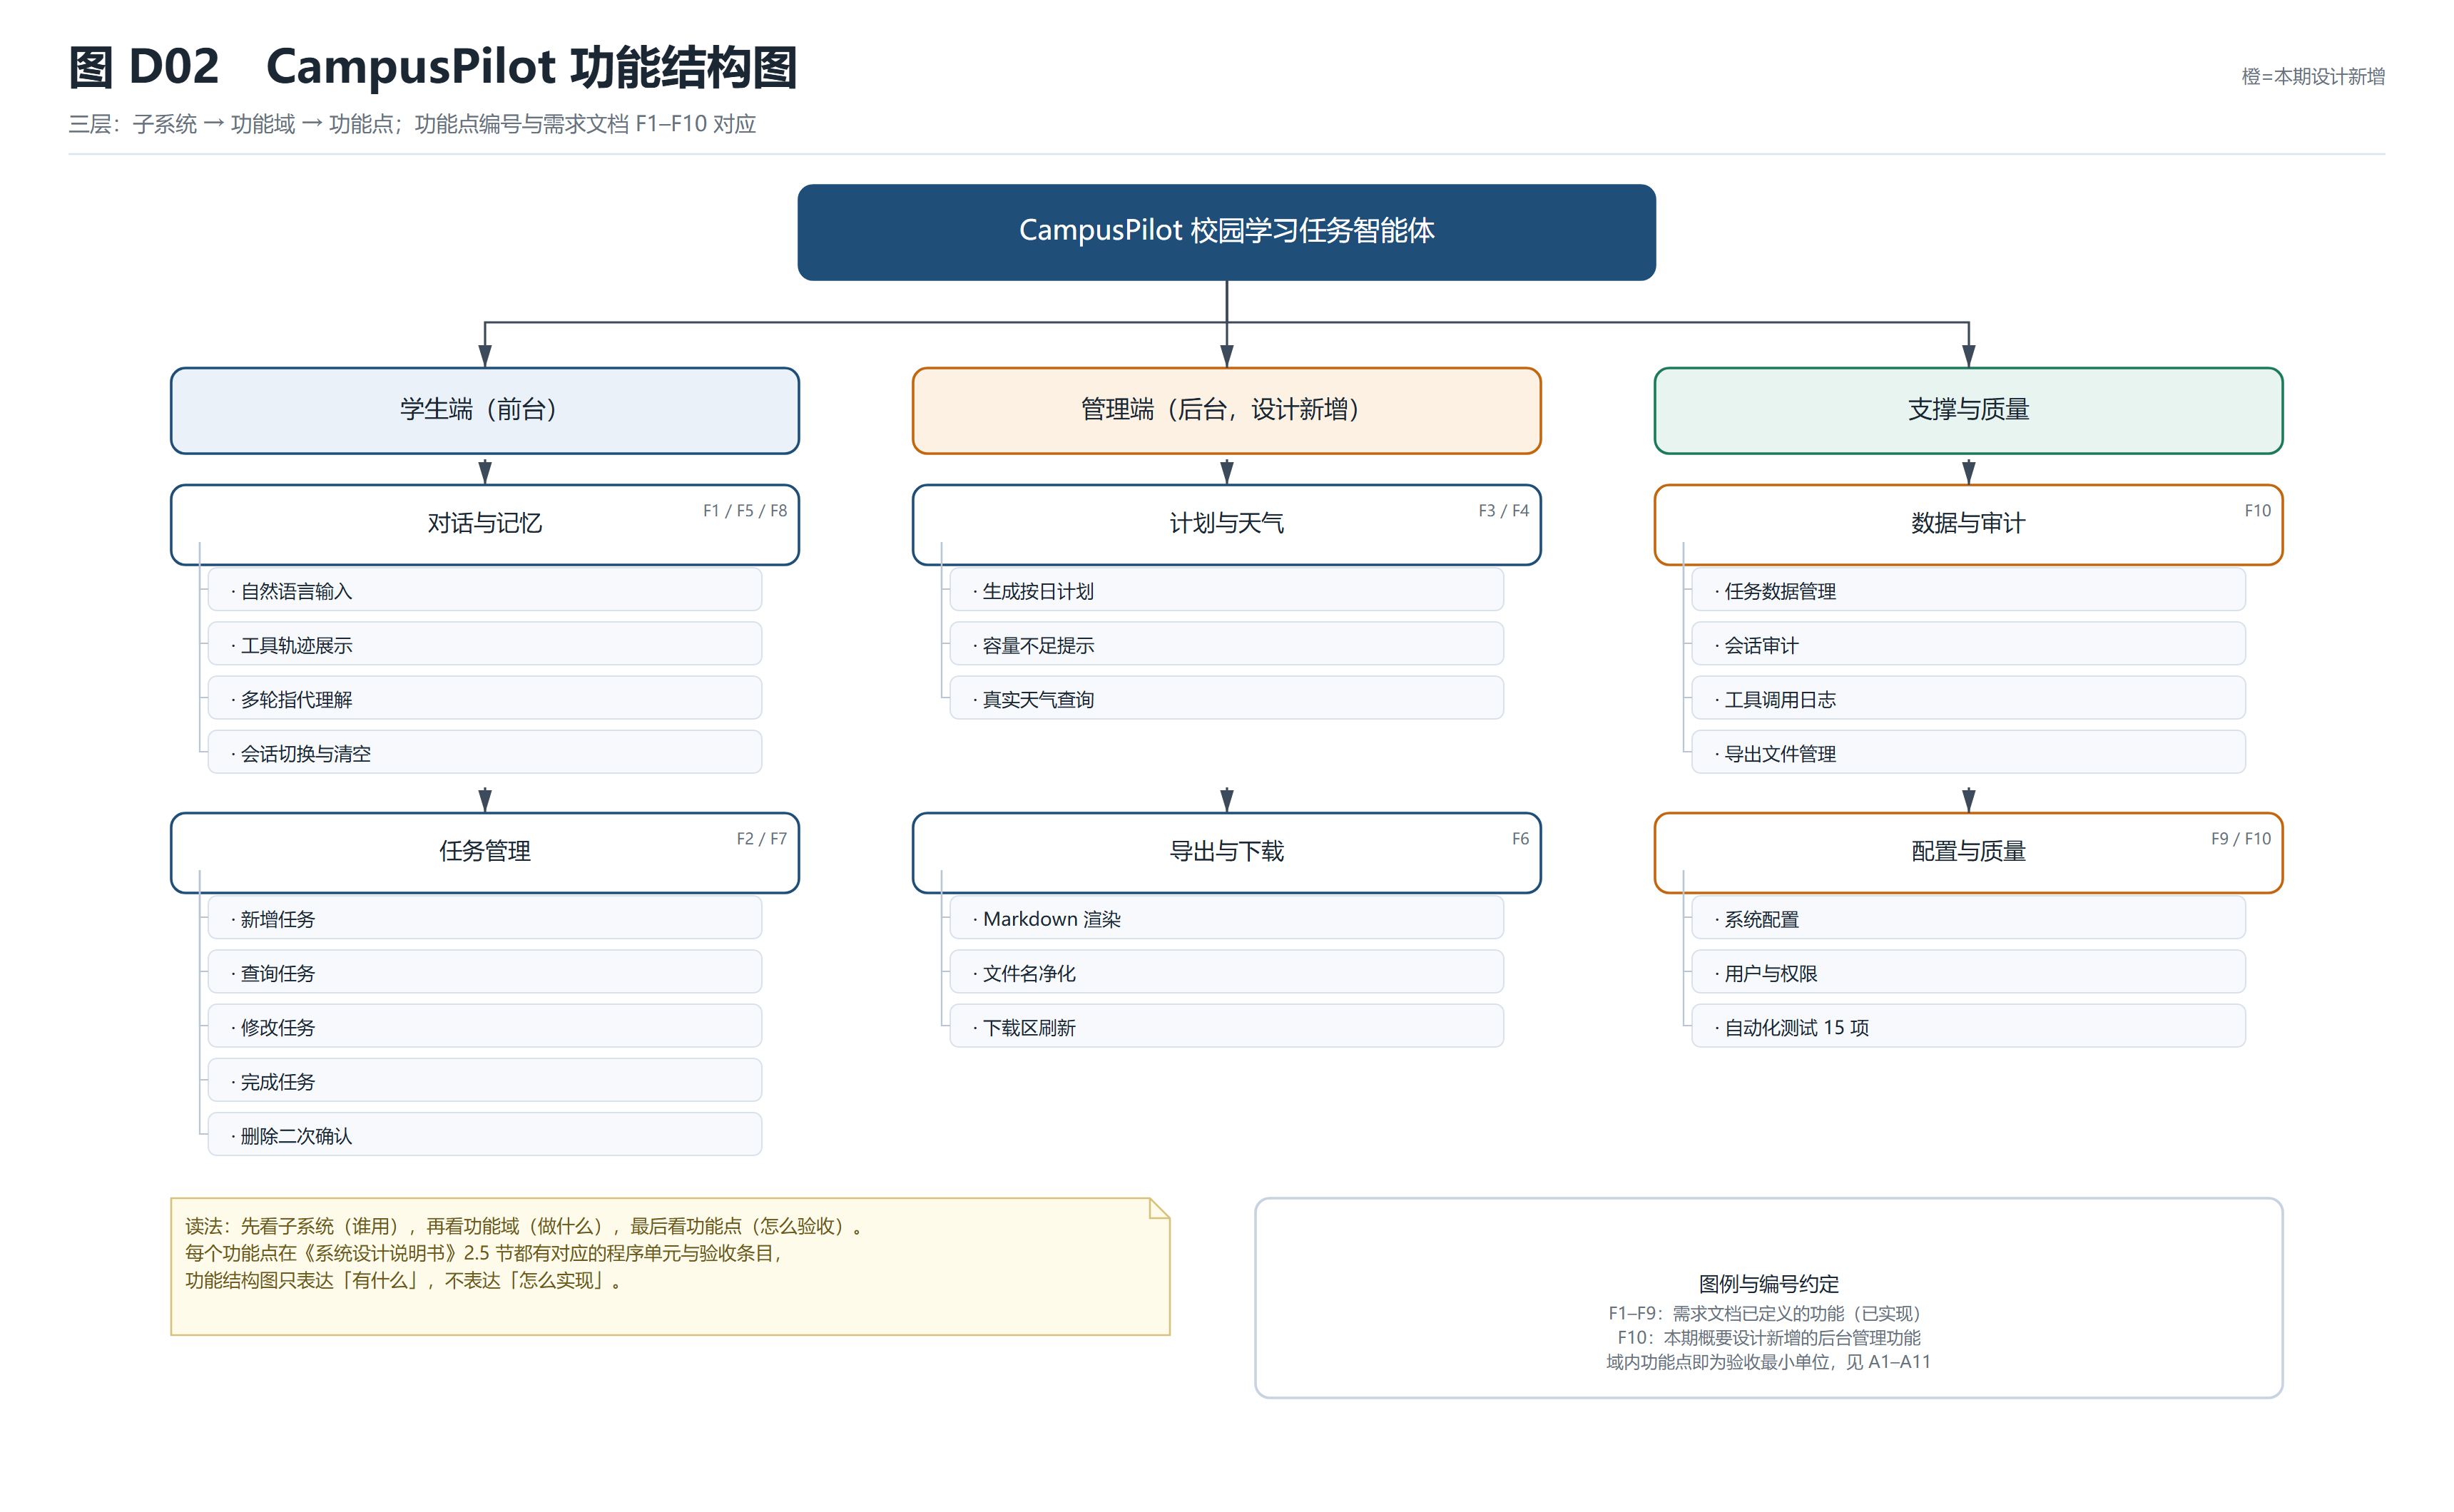 图 D02 CampusPilot 功能结构图
橙=本期设计新增
三层：子系统 → 功能域 → 功能点；功能点编号与需求文档 F1–F10 对应
CampusPilot 校园学习任务智能体
学生端（前台）
管理端（后台，设计新增）
支撑与质量
对话与记忆
F1 / F5 / F8
· 自然语言输入
· 工具轨迹展示
· 多轮指代理解
· 会话切换与清空
计划与天气
F3 / F4
· 生成按日计划
· 容量不足提示
· 真实天气查询
数据与审计
F10
· 任务数据管理
· 会话审计
· 工具调用日志
· 导出文件管理
任务管理
F2 / F7
· 新增任务
· 查询任务
· 修改任务
· 完成任务
· 删除二次确认
导出与下载
F6
· Markdown 渲染
· 文件名净化
· 下载区刷新
配置与质量
F9 / F10
· 系统配置
· 用户与权限
· 自动化测试 15 项
读法：先看子系统（谁用），再看功能域（做什么），最后看功能点（怎么验收）。
每个功能点在《系统设计说明书》2.5 节都有对应的程序单元与验收条目，
功能结构图只表达「有什么」，不表达「怎么实现」。
图例与编号约定
F1–F9：需求文档已定义的功能（已实现）
F10：本期概要设计新增的后台管理功能
域内功能点即为验收最小单位，见 A1–A11